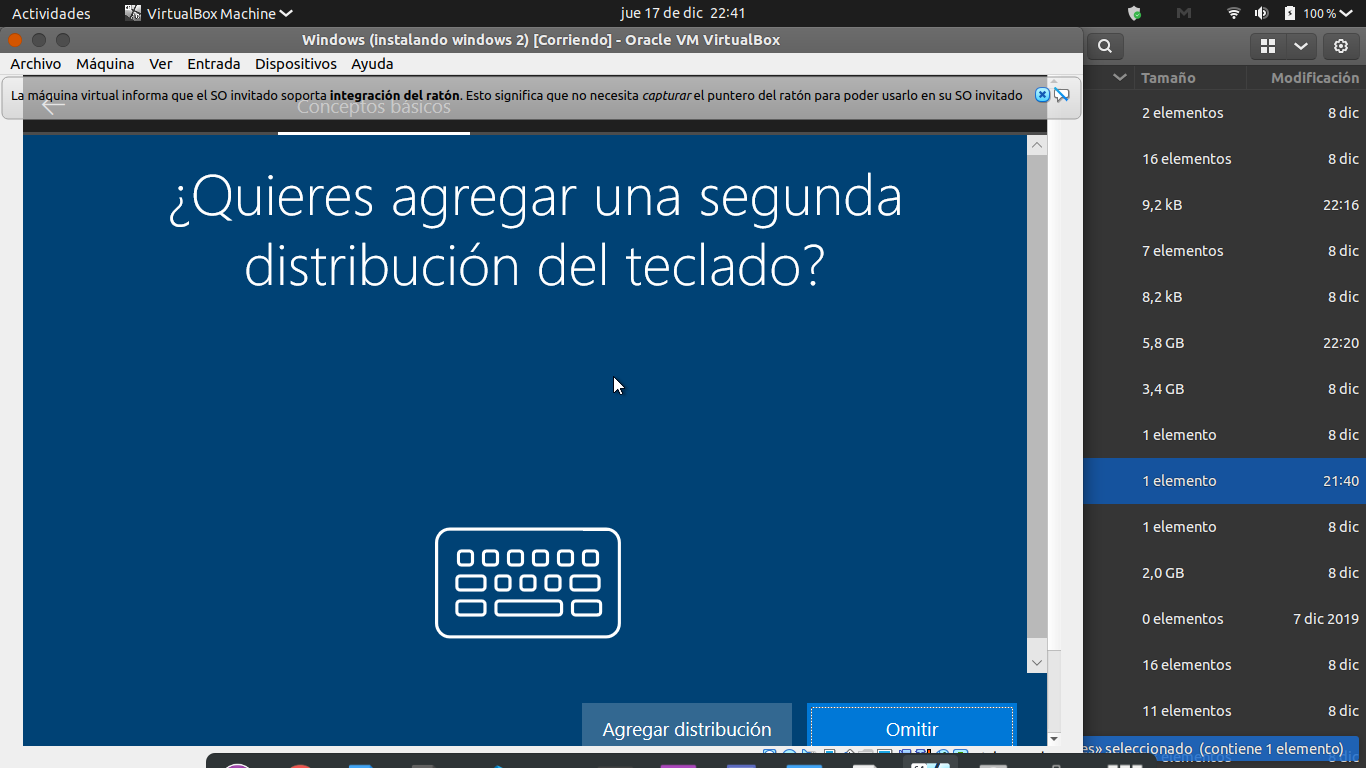 Actividades
VirtualBox Machine
jue 17 de dic 22:41
100 %
Windows (instalando windows 2) [Corriendo] - Oracle VM VirtualBox
Archivo Máquina Ver Entrada Dispositivos Ayuda
La máquina virtual informa que el SO invitado soporta integración del ratón. Esto significa que no necesita capturar el puntero del ratón para poder usarlo en su SO invitado
Conceptos básicos
¿Quieres agregar una segunda
distribución del teclado?
Agregar distribución
Omitir
Tamaño Modificación
2 elementos 8 dic
16 elementos 8 dic
9,2 kB 22:16
7 elementos 8 dic
8,2 kB 8 dic
5,8 GB 22:20
3,4 GB 8 dic
1 elemento 8 dic
1 elemento 21:40
1 elemento 8 dic
2,0 GB 8 dic
0 elementos 7 dic 2019
16 elementos 8 dic
11 elementos 8 dic
es» seleccionado (contiene 1 elemento)